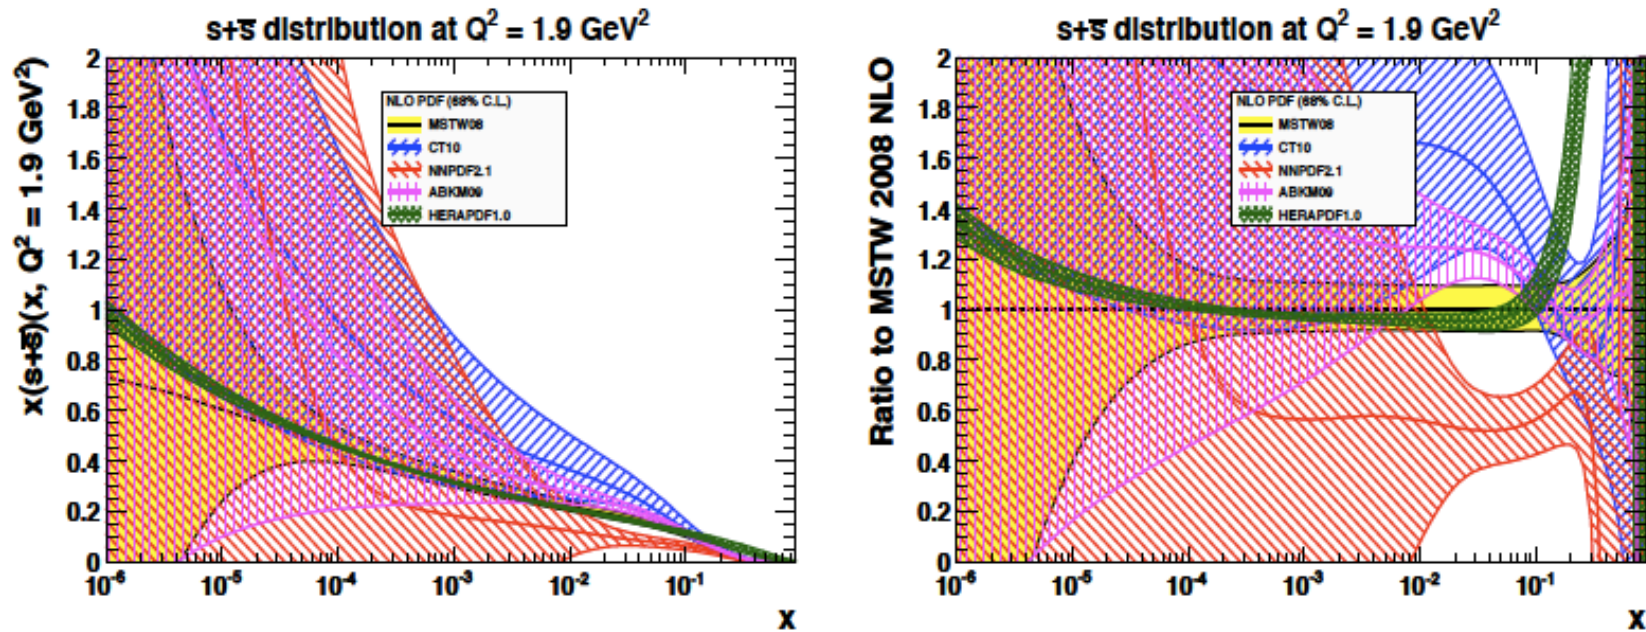 s+s̅ distribution at Q² = 1.9 GeV²
x(s+s̅)(x, Q² = 1.9 GeV²)
2
1.8
1.6
1.4
1.2
1
0.8
0.6
0.4
0.2
0
NLO PDF (68% C.L.)
MSTW08
CT10
NNPDF2.1
ABKM09
HERAPDF1.0
10⁻⁶ 10⁻⁵ 10⁻⁴ 10⁻³ 10⁻² 10⁻¹
x
s+s̅ distribution at Q² = 1.9 GeV²
Ratio to MSTW 2008 NLO
2
1.8
1.6
1.4
1.2
1
0.8
0.6
0.4
0.2
0
NLO PDF (68% C.L.)
MSTW08
CT10
NNPDF2.1
ABKM09
HERAPDF1.0
10⁻⁶ 10⁻⁵ 10⁻⁴ 10⁻³ 10⁻² 10⁻¹
x